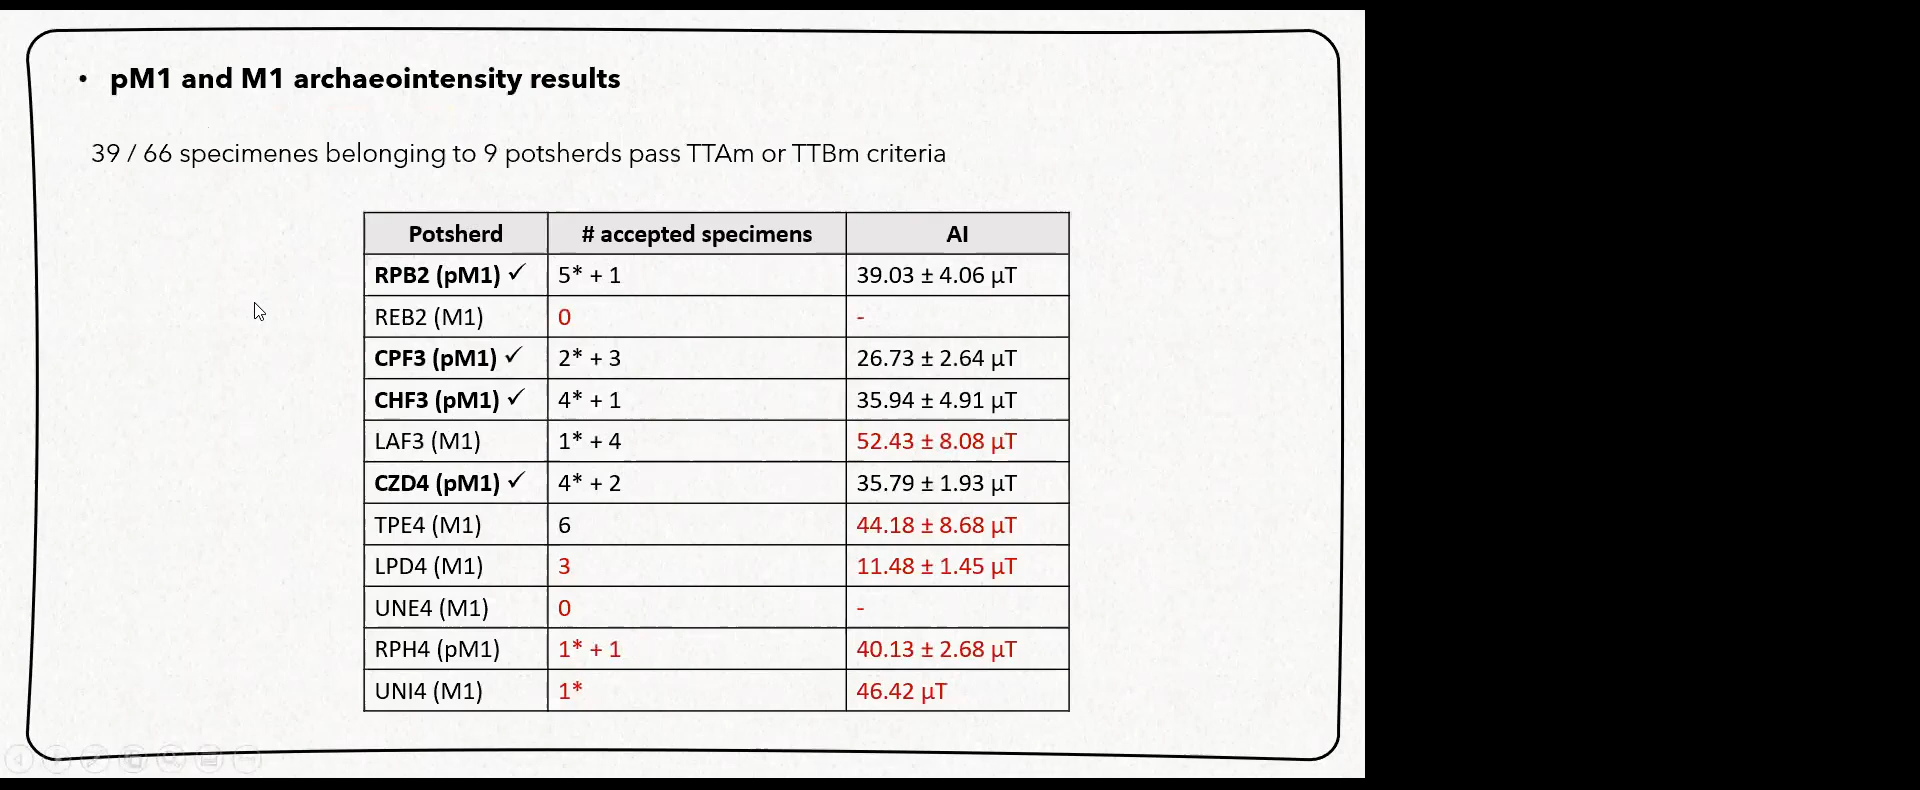 • pM1 and M1 archaeointensity results
39 / 66 specimenes belonging to 9 potsherds pass TTAm or TTBm criteria
Potsherd # accepted specimens AI
RPB2 (pM1) ✓ 5* + 1 39.03 ± 4.06 µT
REB2 (M1) 0 -
CPF3 (pM1) ✓ 2* + 3 26.73 ± 2.64 µT
CHF3 (pM1) ✓ 4* + 1 35.94 ± 4.91 µT
LAF3 (M1) 1* + 4 52.43 ± 8.08 µT
CZD4 (pM1) ✓ 4* + 2 35.79 ± 1.93 µT
TPE4 (M1) 6 44.18 ± 8.68 µT
LPD4 (M1) 3 11.48 ± 1.45 µT
UNE4 (M1) 0 -
RPH4 (pM1) 1* + 1 40.13 ± 2.68 µT
UNI4 (M1) 1* 46.42 µT